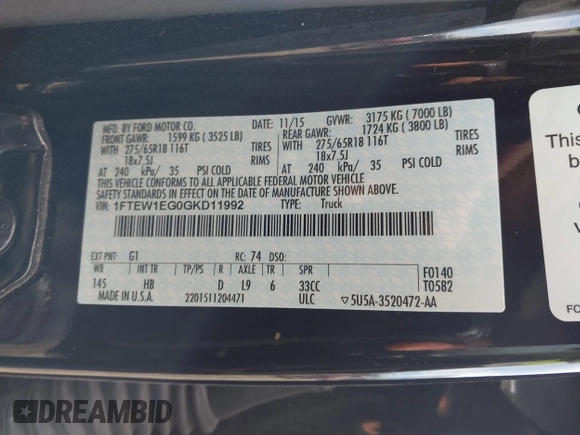 MFD. BY FORD MOTOR CO.
DATE: 11/15 GVWR: 3175 KG ( 7000 LB)
FRONT GAWR: 1599 KG ( 3525 LB)
REAR GAWR: 1724 KG ( 3800 LB)
WITH 275/65R18 116T TIRES
WITH 275/65R18 116T TIRES
18x7.5J RIMS
18x7.5J RIMS
AT 240 kPa/ 35 PSI COLD
AT 240 kPa/ 35 PSI COLD
THIS VEHICLE CONFORMS TO ALL APPLICABLE FEDERAL MOTOR VEHICLE
SAFETY STANDARDS IN EFFECT ON THE DATE OF MANUFACTURE SHOWN ABOVE.
VIN: 1FTEW1EG0GKD11992 TYPE: Truck
EXT PNT: G1 RC: 74 DSO:
WB INT TR TP/PS R AXLE TR SPR
145 HB D L9 6 33CC
F0140
T0582
MADE IN U.S.A. 2201511204471 ULC ▽5U5A-3520472-AA
This
FO
DREAMBID